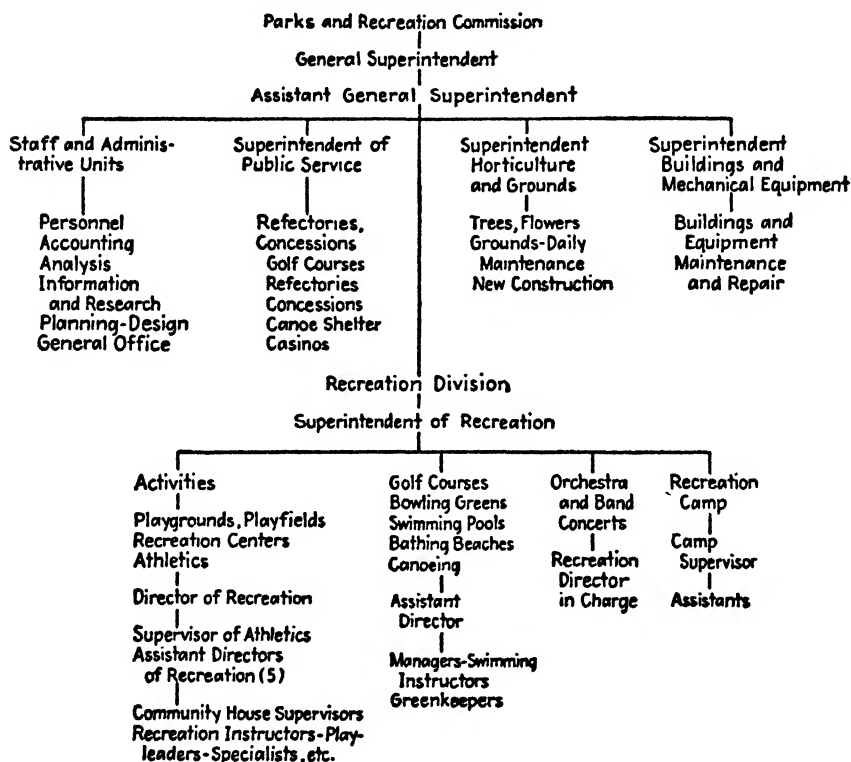 Parks and Recreation Commission
General Superintendent
Assistant General Superintendent
Staff and Adminis-
trative Units
Personnel
Accounting
Analysis
Information
and Research
Planning-Design
General Office
Superintendent of
Public Service
Refectories,
Concessions
Golf Courses
Refectories
Concessions
Canoe Shelter
Casinos
Superintendent
Horticulture
and Grounds
Trees, Flowers
Grounds-Daily
Maintenance
New Construction
Superintendent
Buildings and
Mechanical Equipment
Buildings and
Equipment
Maintenance
and Repair
Recreation Division
Superintendent of Recreation
Activities
Playgrounds, Playfields
Recreation Centers
Athletics
Director of Recreation
Supervisor of Athletics
Assistant Directors
of Recreation (5)
Community House Supervisors
Recreation Instructors-Play-
leaders-Specialists, etc.
Golf Courses
Bowling Greens
Swimming Pools
Bathing Beaches
Canoeing
Assistant
Director
Managers-Swimming
Instructors
Greenkeepers
Orchestra
and Band
Concerts
Recreation
Director
in Charge
Recreation
Camp
Camp
Supervisor
Assistants